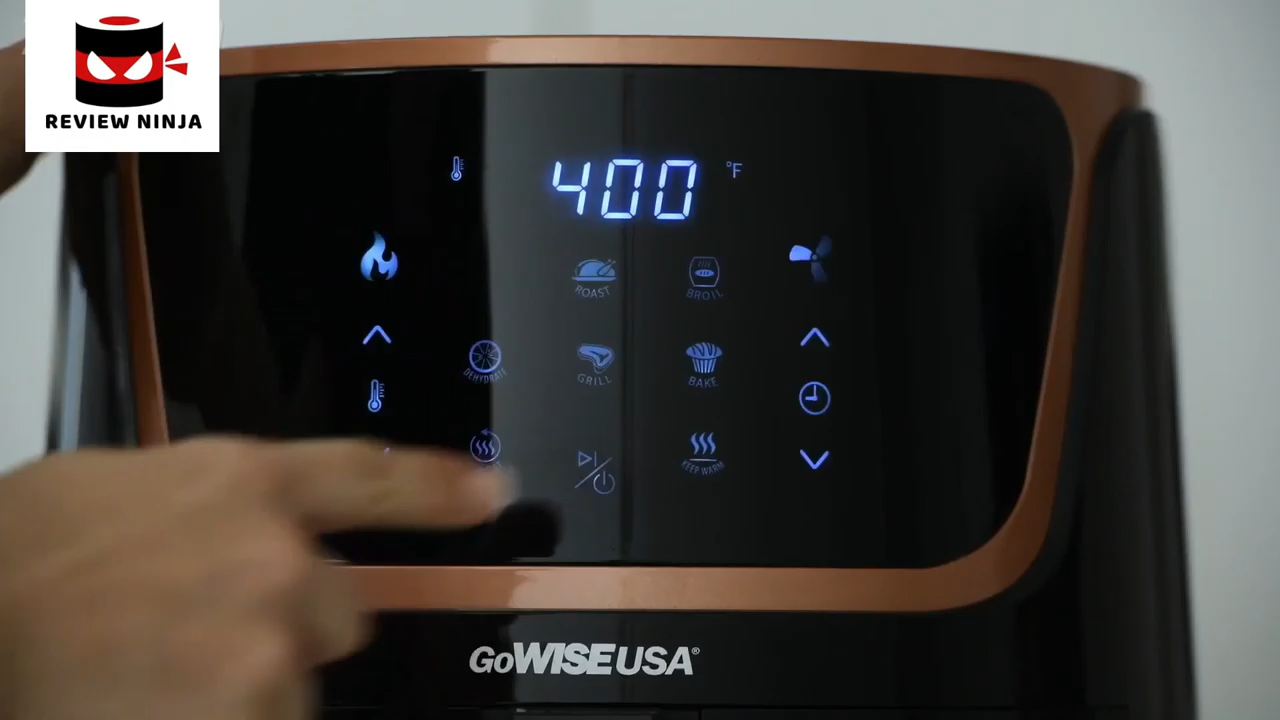 REVIEW NINJA
400 °F
ROAST
BROIL
DEHYDRATE
GRILL
BAKE
KEEP WARM
GoWISEUSA®